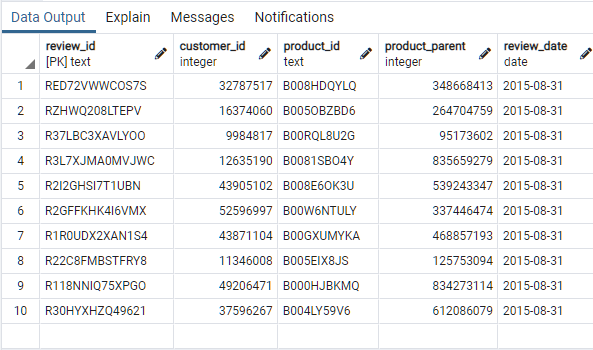 Data Output Explain Messages Notifications
review_id customer_id product_id product_parent review_date
[PK] text integer text integer date
1 RED72VWWCOS7S 32787517 B008HDQYLQ 348668413 2015-08-31
2 RZHWQ208LTEPV 16374060 B005OBZBD6 264704759 2015-08-31
3 R37LBC3XAVLYOO 9984817 B00RQL8U2G 95173602 2015-08-31
4 R3L7XJMA0MVJWC 12635190 B0081SBO4Y 835659279 2015-08-31
5 R2I2GHSI7T1UBN 43905102 B008E6OK3U 539243347 2015-08-31
6 R2GFFKHK4I6VMX 52596997 B00W6NTULY 337446474 2015-08-31
7 R1R0UDX2XAN1S4 43871104 B00GXUMYKA 468857193 2015-08-31
8 R22C8FMBSTFRY8 11346008 B005EIX8JS 125753094 2015-08-31
9 R118NNIQ75XPGO 49206471 B000HJBKMQ 834273114 2015-08-31
10 R30HYXHZQ49621 37596267 B004LY59V6 612086079 2015-08-31